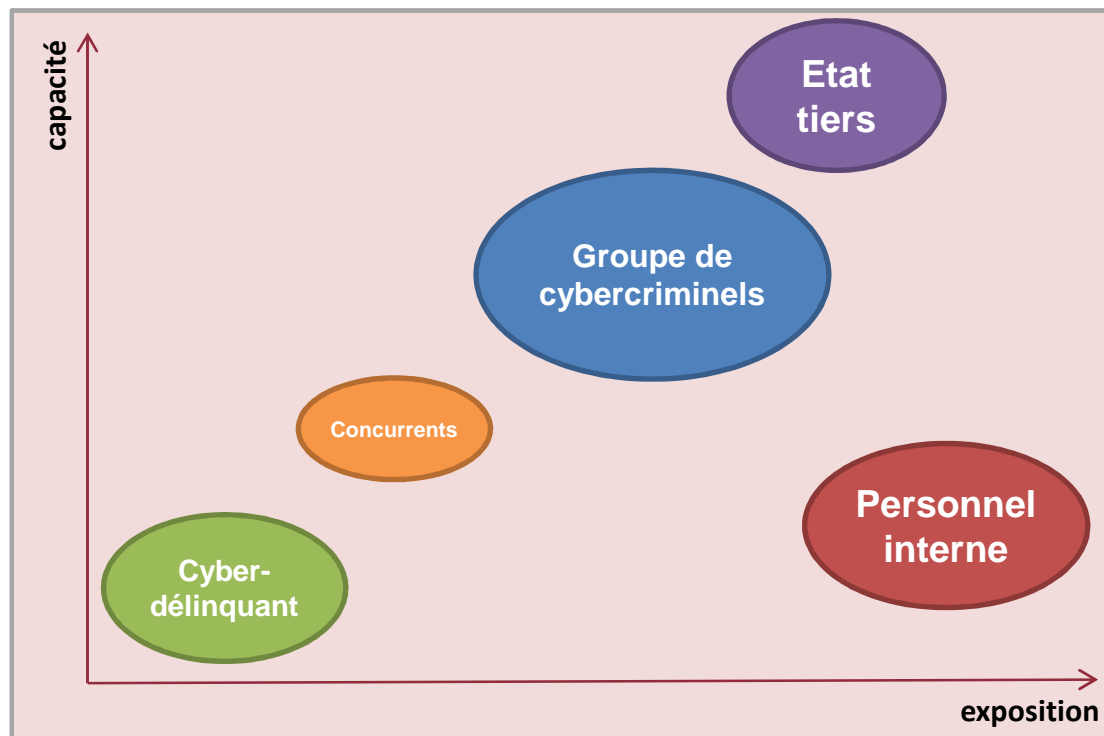 capacité
Etat
tiers
Groupe de
cybercriminels
Concurrents
Personnel
interne
Cyber-
délinquant
exposition